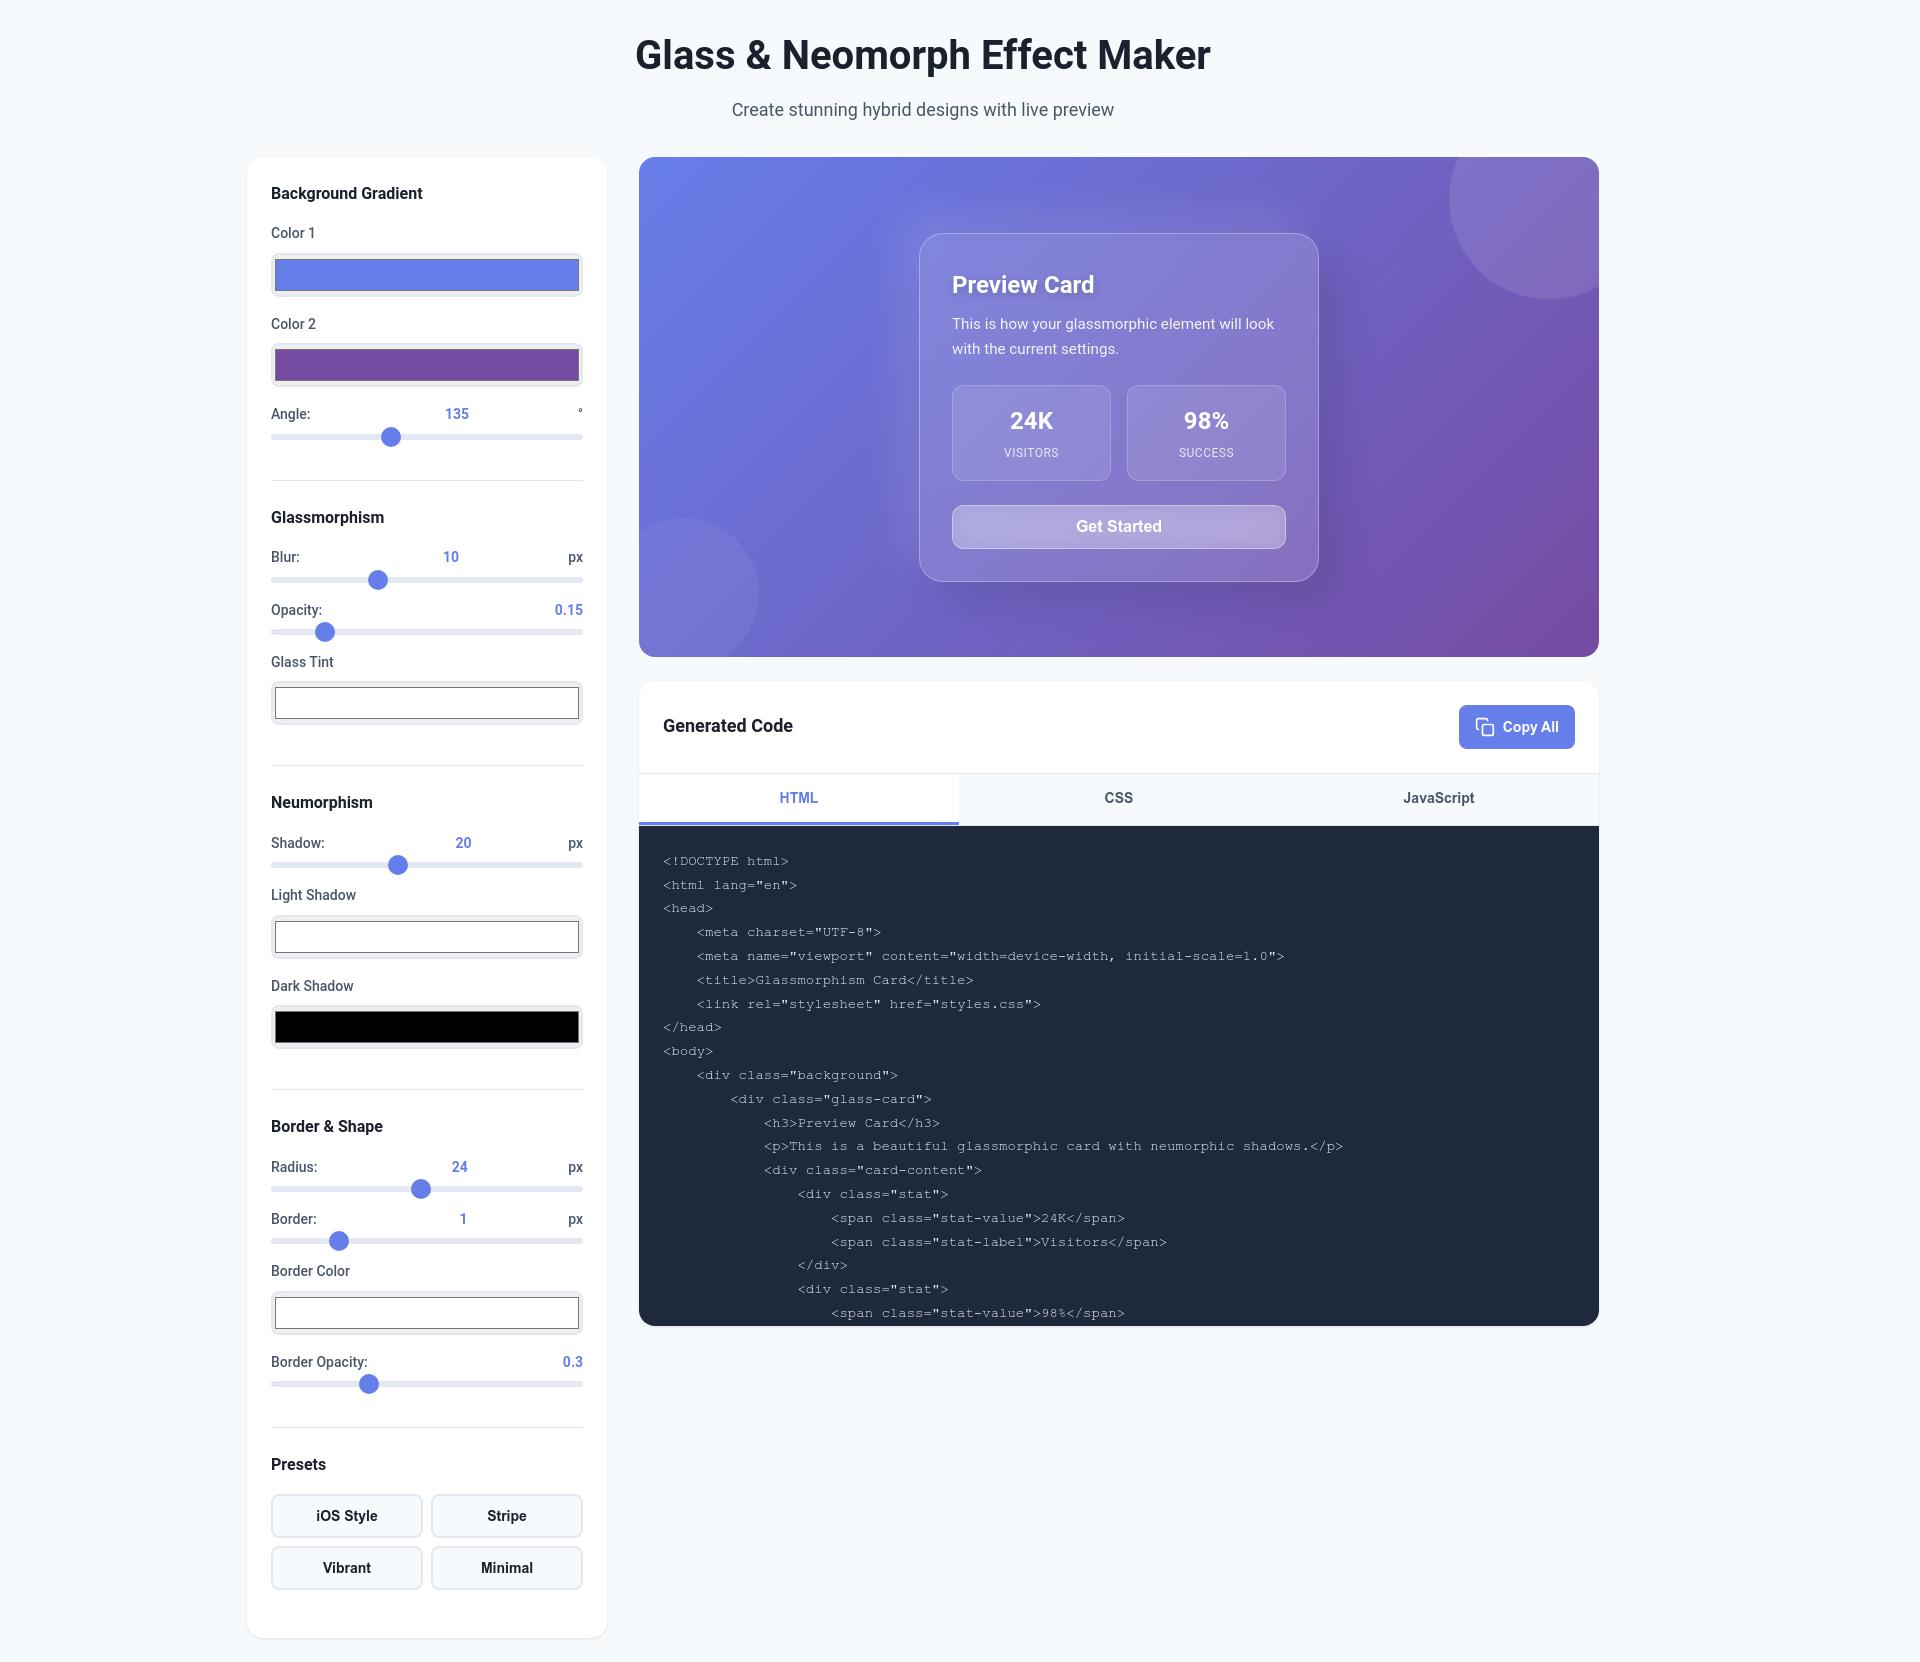 Glass & Neomorph Effect Maker
Create stunning hybrid designs with live preview
Background Gradient
Color 1
Color 2
Angle: 135 °
Glassmorphism
Blur: 10 px
Opacity: 0.15
Glass Tint
Neumorphism
Shadow: 20 px
Light Shadow
Dark Shadow
Border & Shape
Radius: 24 px
Border: 1 px
Border Color
Border Opacity: 0.3
Presets
iOS Style Stripe
Vibrant Minimal
Preview Card
This is how your glassmorphic element will look
with the current settings.
24K 98%
VISITORS SUCCESS
Get Started
Generated Code Copy All
HTML CSS JavaScript
<!DOCTYPE html>
<html lang="en">
<head>
    <meta charset="UTF-8">
    <meta name="viewport" content="width=device-width, initial-scale=1.0">
    <title>Glassmorphism Card</title>
    <link rel="stylesheet" href="styles.css">
</head>
<body>
    <div class="background">
        <div class="glass-card">
            <h3>Preview Card</h3>
            <p>This is a beautiful glassmorphic card with neumorphic shadows.</p>
            <div class="card-content">
                <div class="stat">
                    <span class="stat-value">24K</span>
                    <span class="stat-label">Visitors</span>
                </div>
                <div class="stat">
                    <span class="stat-value">98%</span>